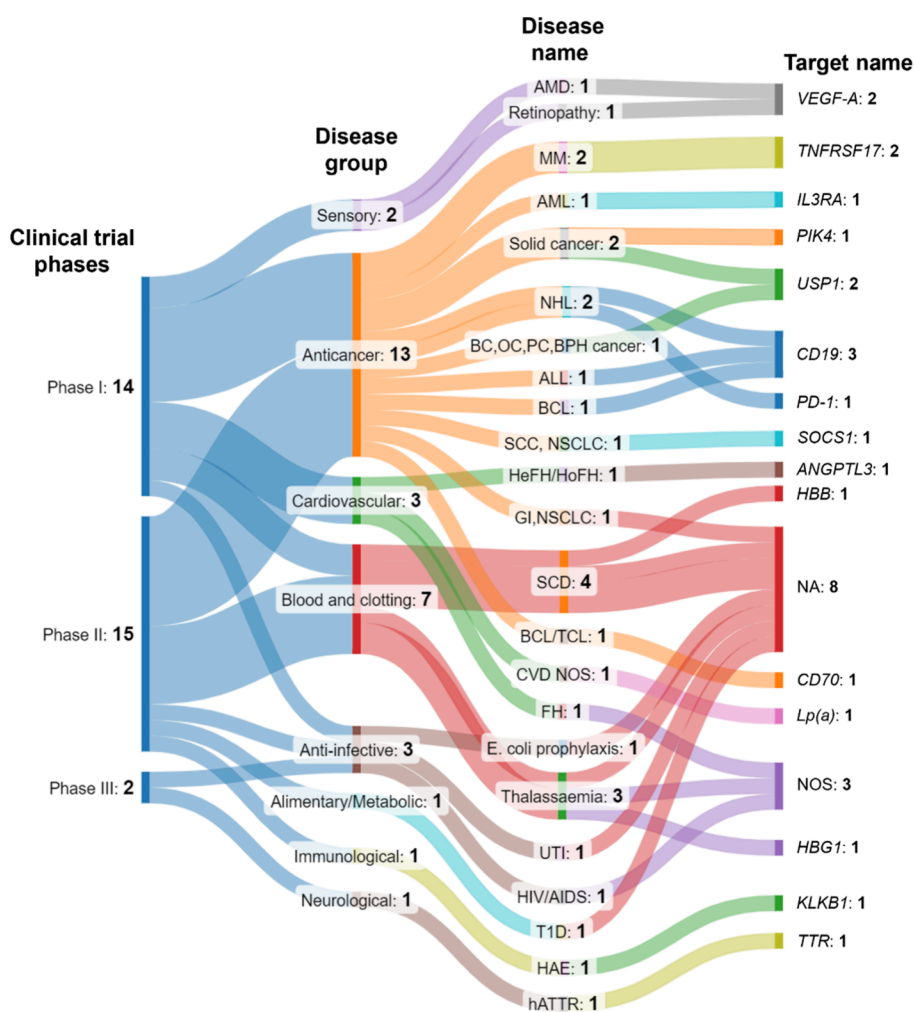 Clinical trial
phases
Phase I: 14
Phase II: 15
Phase III: 2
Disease
group
Sensory: 2
Anticancer: 13
Cardiovascular: 3
Blood and clotting: 7
Anti-infective: 3
Alimentary/Metabolic: 1
Immunological: 1
Neurological: 1
Disease
name
AMD: 1
Retinopathy: 1
MM: 2
AML: 1
Solid cancer: 2
NHL: 2
BC,OC,PC,BPH cancer: 1
ALL: 1
BCL: 1
SCC, NSCLC: 1
HeFH/HoFH: 1
GI,NSCLC: 1
SCD: 4
BCL/TCL: 1
CVD NOS: 1
FH: 1
E. coli prophylaxis: 1
Thalassaemia: 3
UTI: 1
HIV/AIDS: 1
T1D: 1
HAE: 1
hATTR: 1
Target name
VEGF-A: 2
TNFRSF17: 2
IL3RA: 1
PIK4: 1
USP1: 2
CD19: 3
PD-1: 1
SOCS1: 1
ANGPTL3: 1
HBB: 1
NA: 8
CD70: 1
Lp(a): 1
NOS: 3
HBG1: 1
KLKB1: 1
TTR: 1